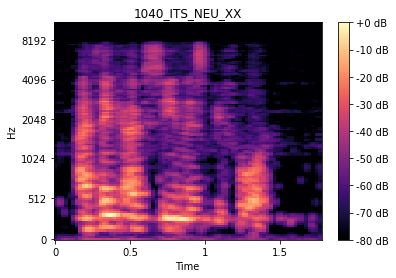 1040_ITS_NEU_XX
Hz
8192
4096
2048
1024
512
0
0
0.5
1
1.5
Time
+0 dB
-10 dB
-20 dB
-30 dB
-40 dB
-50 dB
-60 dB
-70 dB
-80 dB